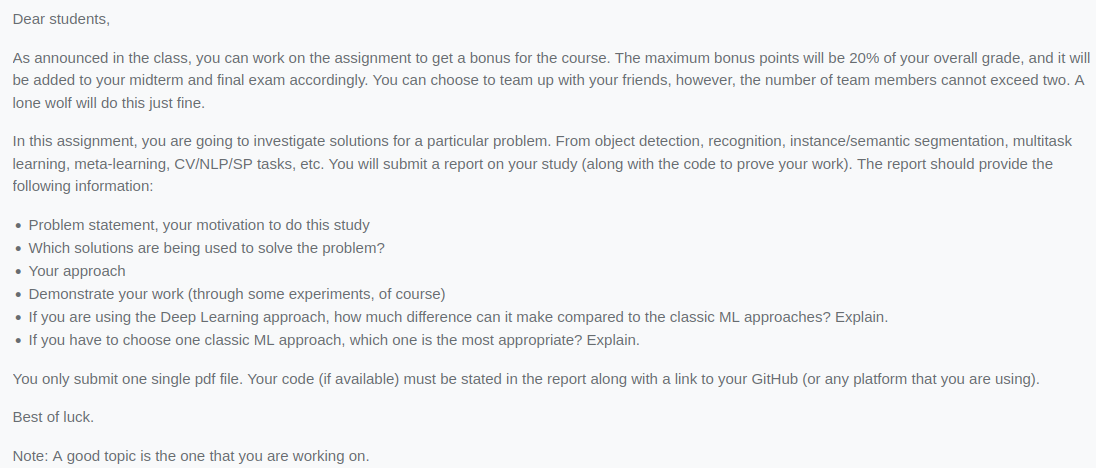 Dear students,
As announced in the class, you can work on the assignment to get a bonus for the course. The maximum bonus points will be 20% of your overall grade, and it will
be added to your midterm and final exam accordingly. You can choose to team up with your friends, however, the number of team members cannot exceed two. A
lone wolf will do this just fine.
In this assignment, you are going to investigate solutions for a particular problem. From object detection, recognition, instance/semantic segmentation, multitask
learning, meta-learning, CV/NLP/SP tasks, etc. You will submit a report on your study (along with the code to prove your work). The report should provide the
following information:
• Problem statement, your motivation to do this study
• Which solutions are being used to solve the problem?
• Your approach
• Demonstrate your work (through some experiments, of course)
• If you are using the Deep Learning approach, how much difference can it make compared to the classic ML approaches? Explain.
• If you have to choose one classic ML approach, which one is the most appropriate? Explain.
You only submit one single pdf file. Your code (if available) must be stated in the report along with a link to your GitHub (or any platform that you are using).
Best of luck.
Note: A good topic is the one that you are working on.